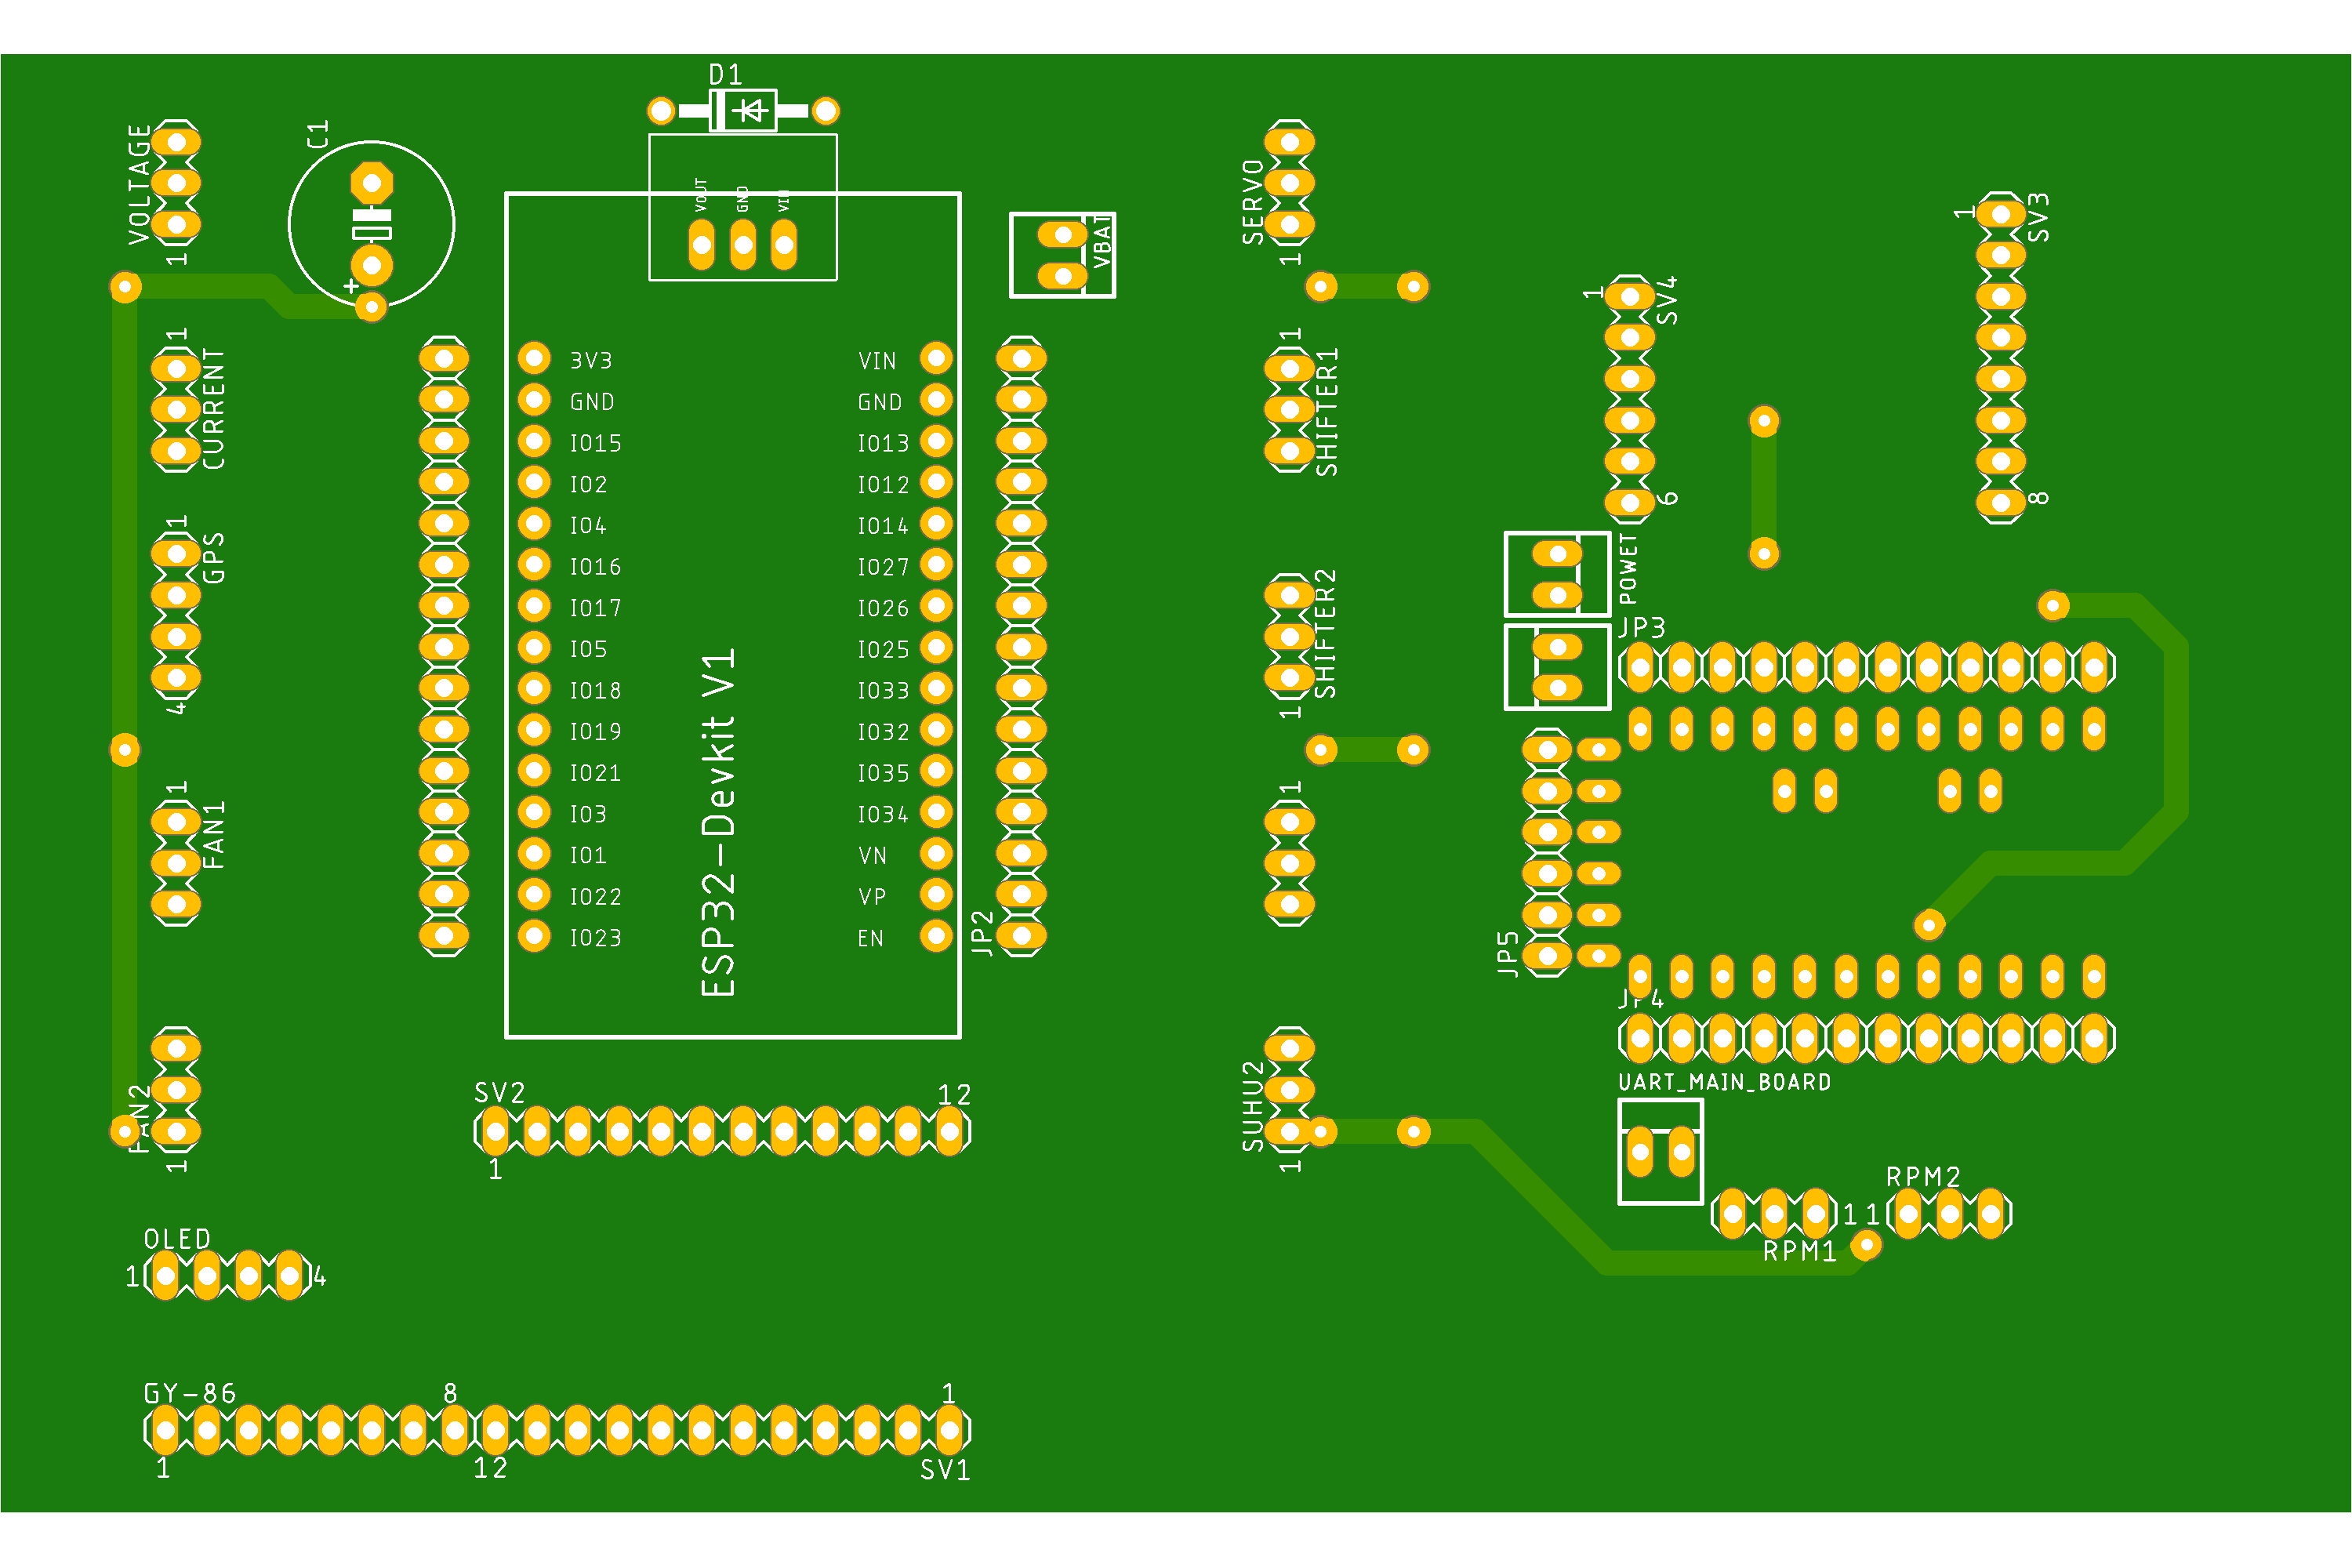 D1
C1
VOLTAGE
1
VOUT
GND
VIN
VBAT
SERVO
1
1
SV3
8
1
SV4
6
+
1
CURRENT
1
SHIFTER1
3V3
GND
IO15
IO2
IO4
IO16
IO17
IO5
IO18
IO19
IO21
IO3
IO1
IO22
IO23
VIN
GND
IO13
IO12
IO14
IO27
IO26
IO25
IO33
IO32
IO35
IO34
VN
VP
EN
ESP32-Devkit V1
JP2
1
GPS
4
SHIFTER2
1
POWET
JP3
1
FAN1
1
JP5
JP4
UART_MAIN_BOARD
FAN2
1
SV2
12
1
SUHU2
1
RPM2
1 1
RPM1
OLED
1
4
GY-86
8
1
1
12
SV1